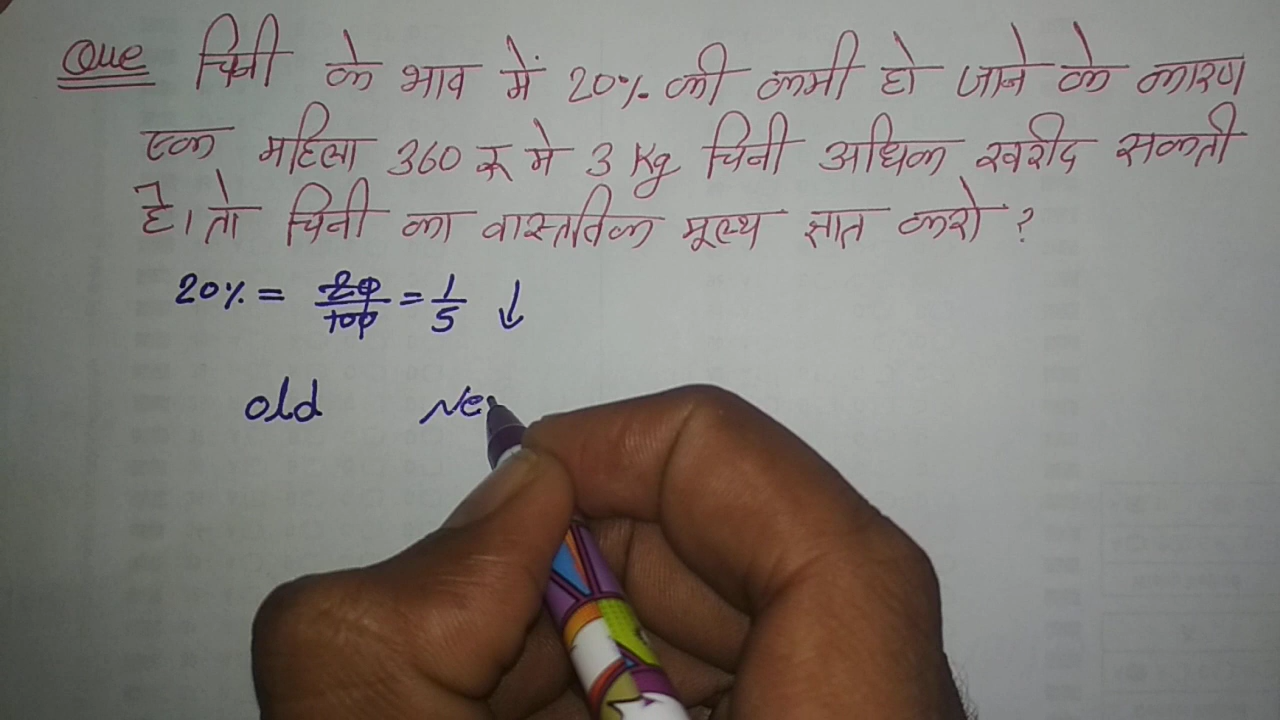 Que चिनी के भाव में 20% की कमी हो जाने के कारण
एक महिला 360 रू मे 3 Kg चिनी अधिक खरीद सकती
है। तो चिनी का वास्तविक मूल्य ज्ञात करो ?
20% = 20/100 = 1/5 ↓
old Ne